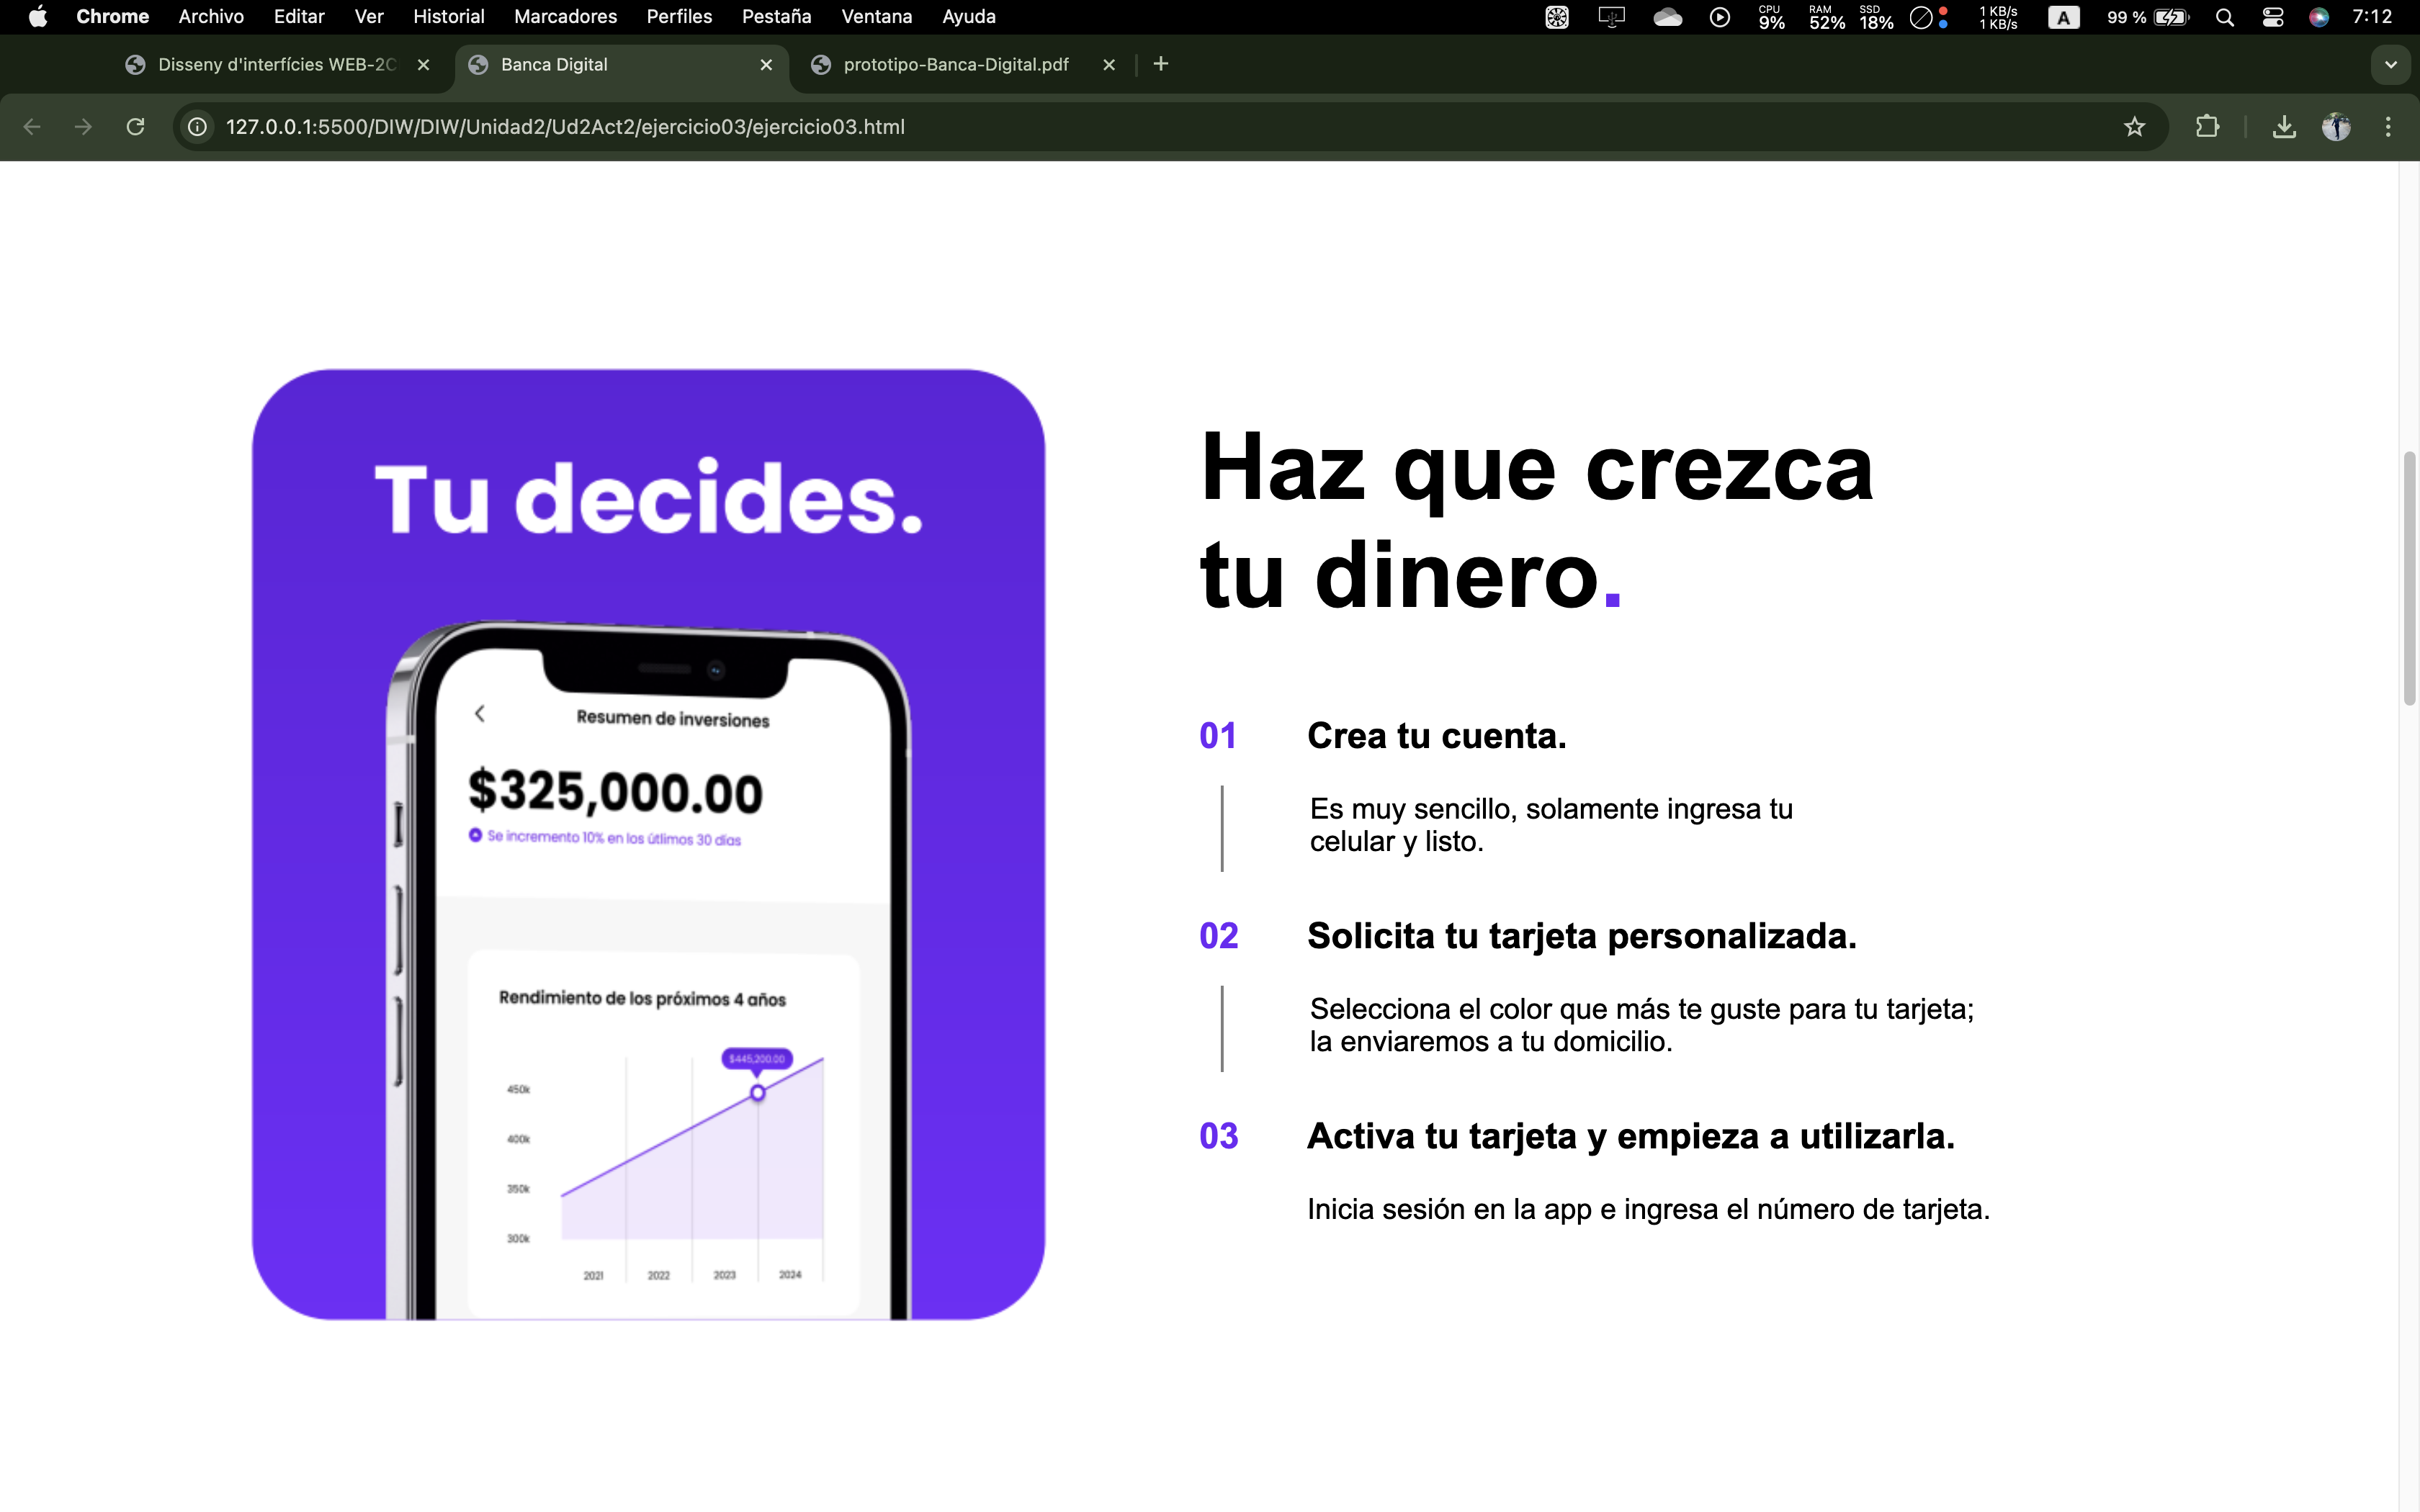 Chrome Archivo Editar Ver Historial Marcadores Perfiles Pestaña Ventana Ayuda CPU 9% RAM 52% SSD 18% 1 KB/s 1 KB/s A 99 % 7:12
Disseny d'interfícies WEB-2C Banca Digital prototipo-Banca-Digital.pdf
127.0.0.1:5500/DIW/DIW/Unidad2/Ud2Act2/ejercicio03/ejercicio03.html
Tu decides.
Resumen de inversiones
$325,000.00
Se incremento 10% en los útlimos 30 días
Rendimiento de los próximos 4 años
$445,200.00
450k
400k
350k
300k
2021 2022 2023 2024
Haz que crezca
tu dinero.
01 Crea tu cuenta.
Es muy sencillo, solamente ingresa tu
celular y listo.
02 Solicita tu tarjeta personalizada.
Selecciona el color que más te guste para tu tarjeta;
la enviaremos a tu domicilio.
03 Activa tu tarjeta y empieza a utilizarla.
Inicia sesión en la app e ingresa el número de tarjeta.